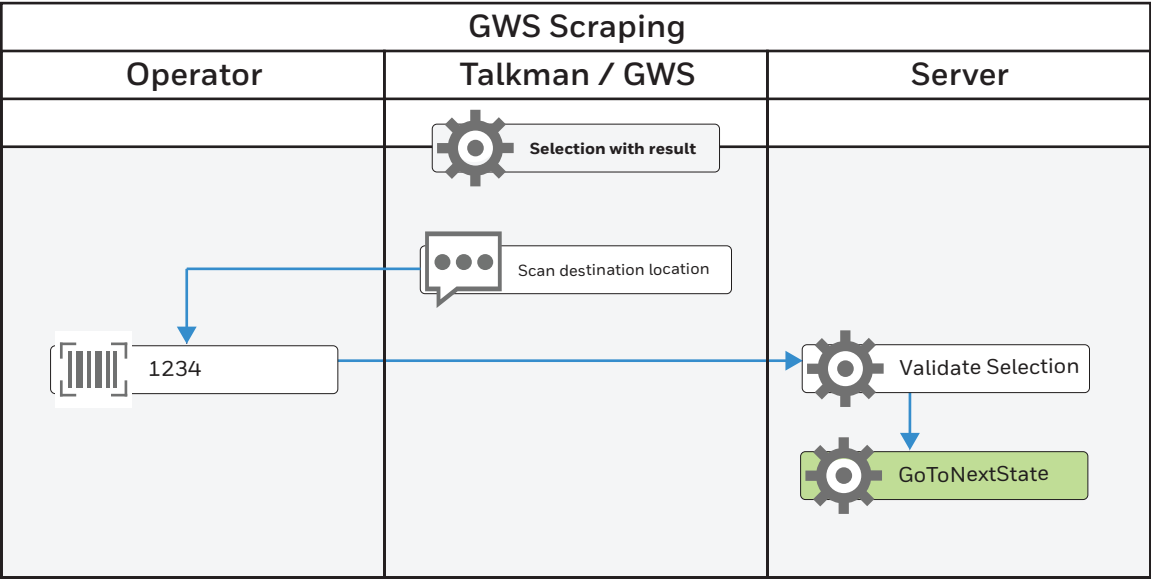 GWS Scraping
Operator
Talkman / GWS
Server
Selection with result
Scan destination location
1234
Validate Selection
GoToNextState